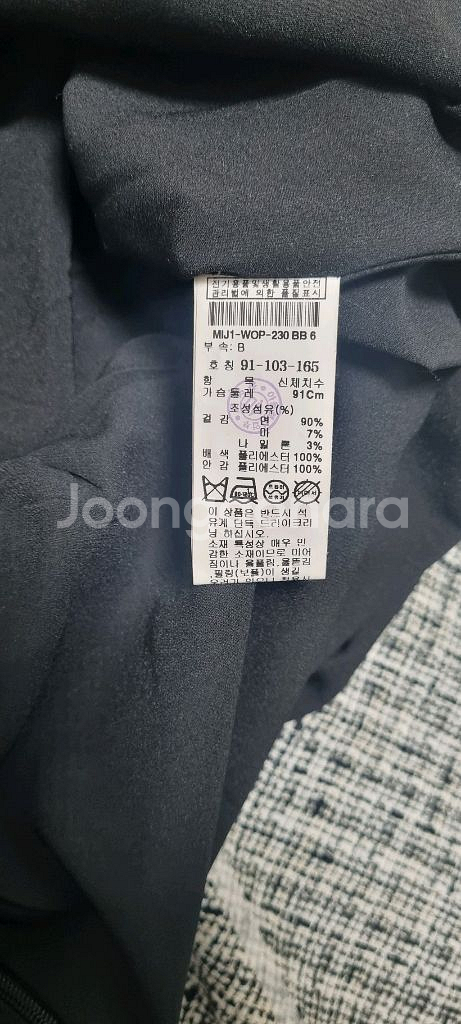 전기용품및생활용품안전
관리법에 의한 품질표시
MIJ1-WOP-230 BB 6
부 속: B
호 칭 91-103-165
항 목 신체치수
가슴둘레 91Cm
조성섬유(%)
겉 감 면 90%
마 7%
나 일 론 3%
배 색 폴리에스터 100%
안 감 폴리에스터 100%
Joong nara
이 상품은 반드시 석
유계 단독 드라이크리
닝 하십시오.
소재 특성상 매우 민
감한 소재이므로 미어
짐이나 올풀림,올뜯김
,필링(보풀)이 생길